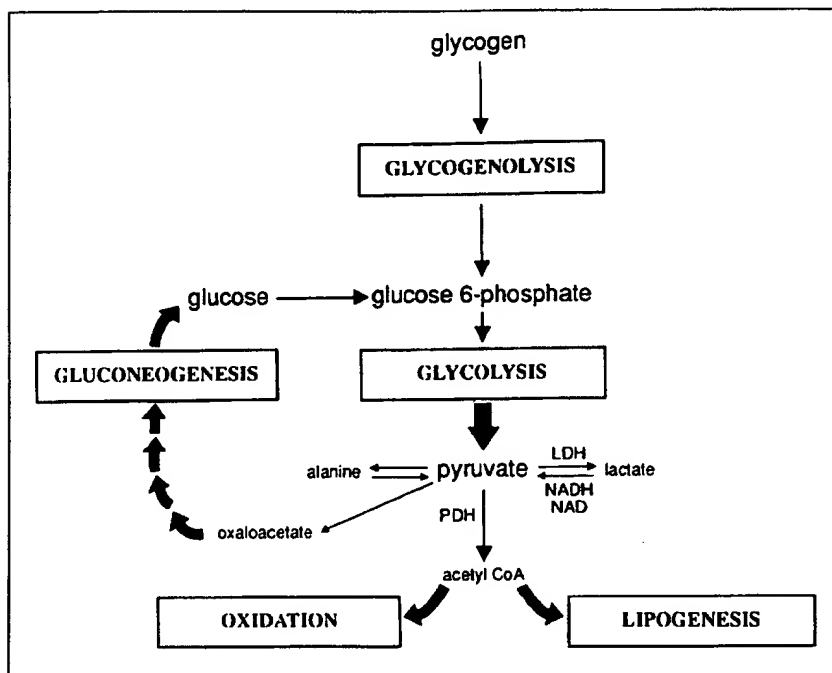 glycogen
GLYCOGENOLYSIS
glucose
glucose 6-phosphate
GLUCONEOGENESIS
GLYCOLYSIS
alanine
pyruvate
LDH
lactate
NADH
NAD
PDH
oxaloacetate
acetyl CoA
OXIDATION
LIPOGENESIS